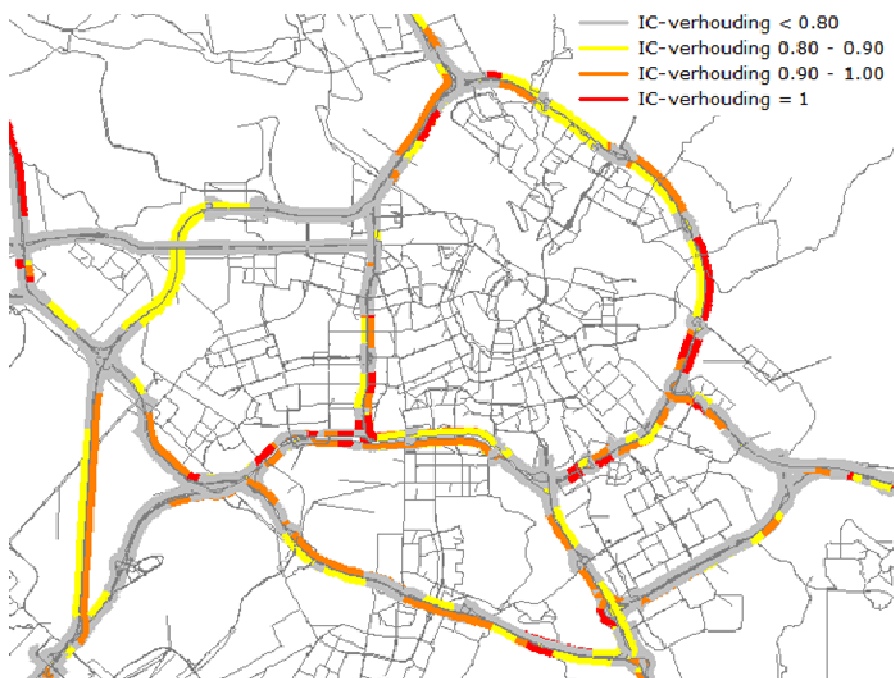 IC-verhouding < 0.80
IC-verhouding 0.80 - 0.90
IC-verhouding 0.90 - 1.00
IC-verhouding = 1